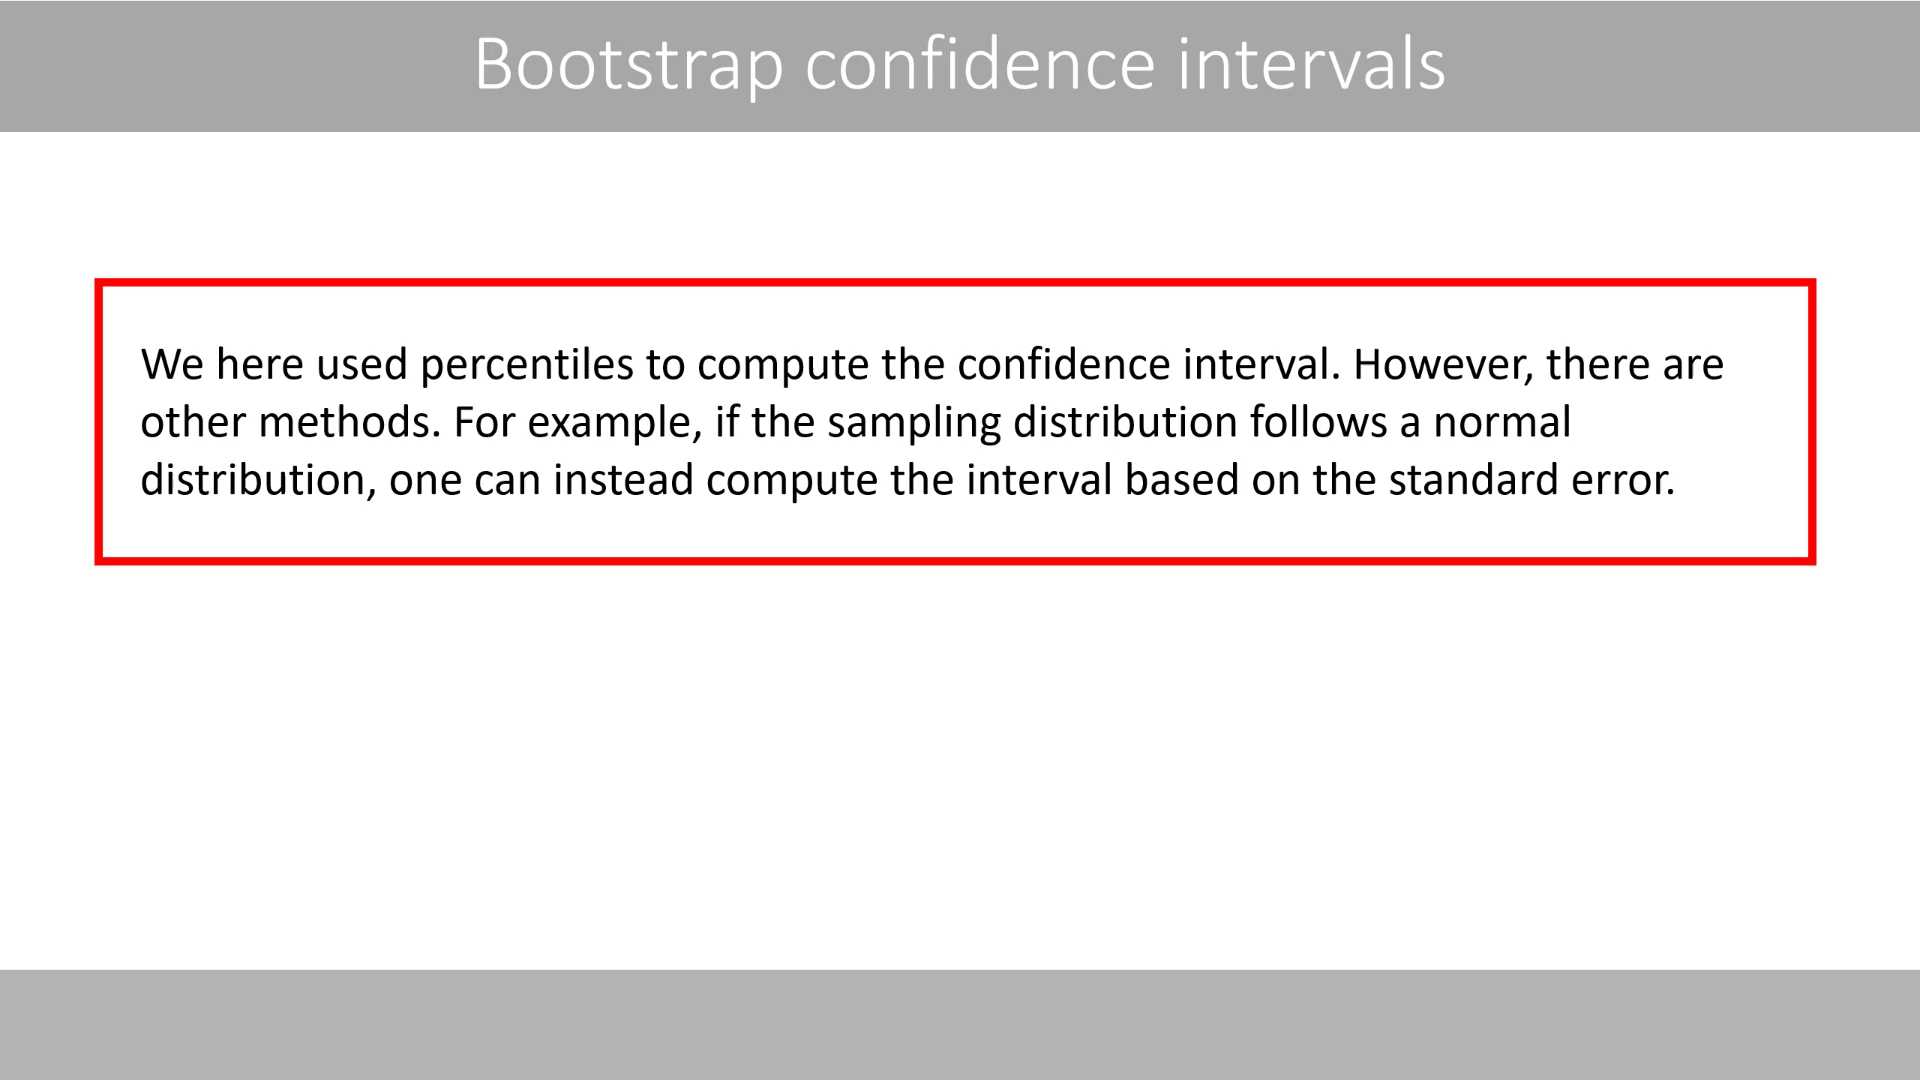 Bootstrap confidence intervals
We here used percentiles to compute the confidence interval. However, there are
other methods. For example, if the sampling distribution follows a normal
distribution, one can instead compute the interval based on the standard error.